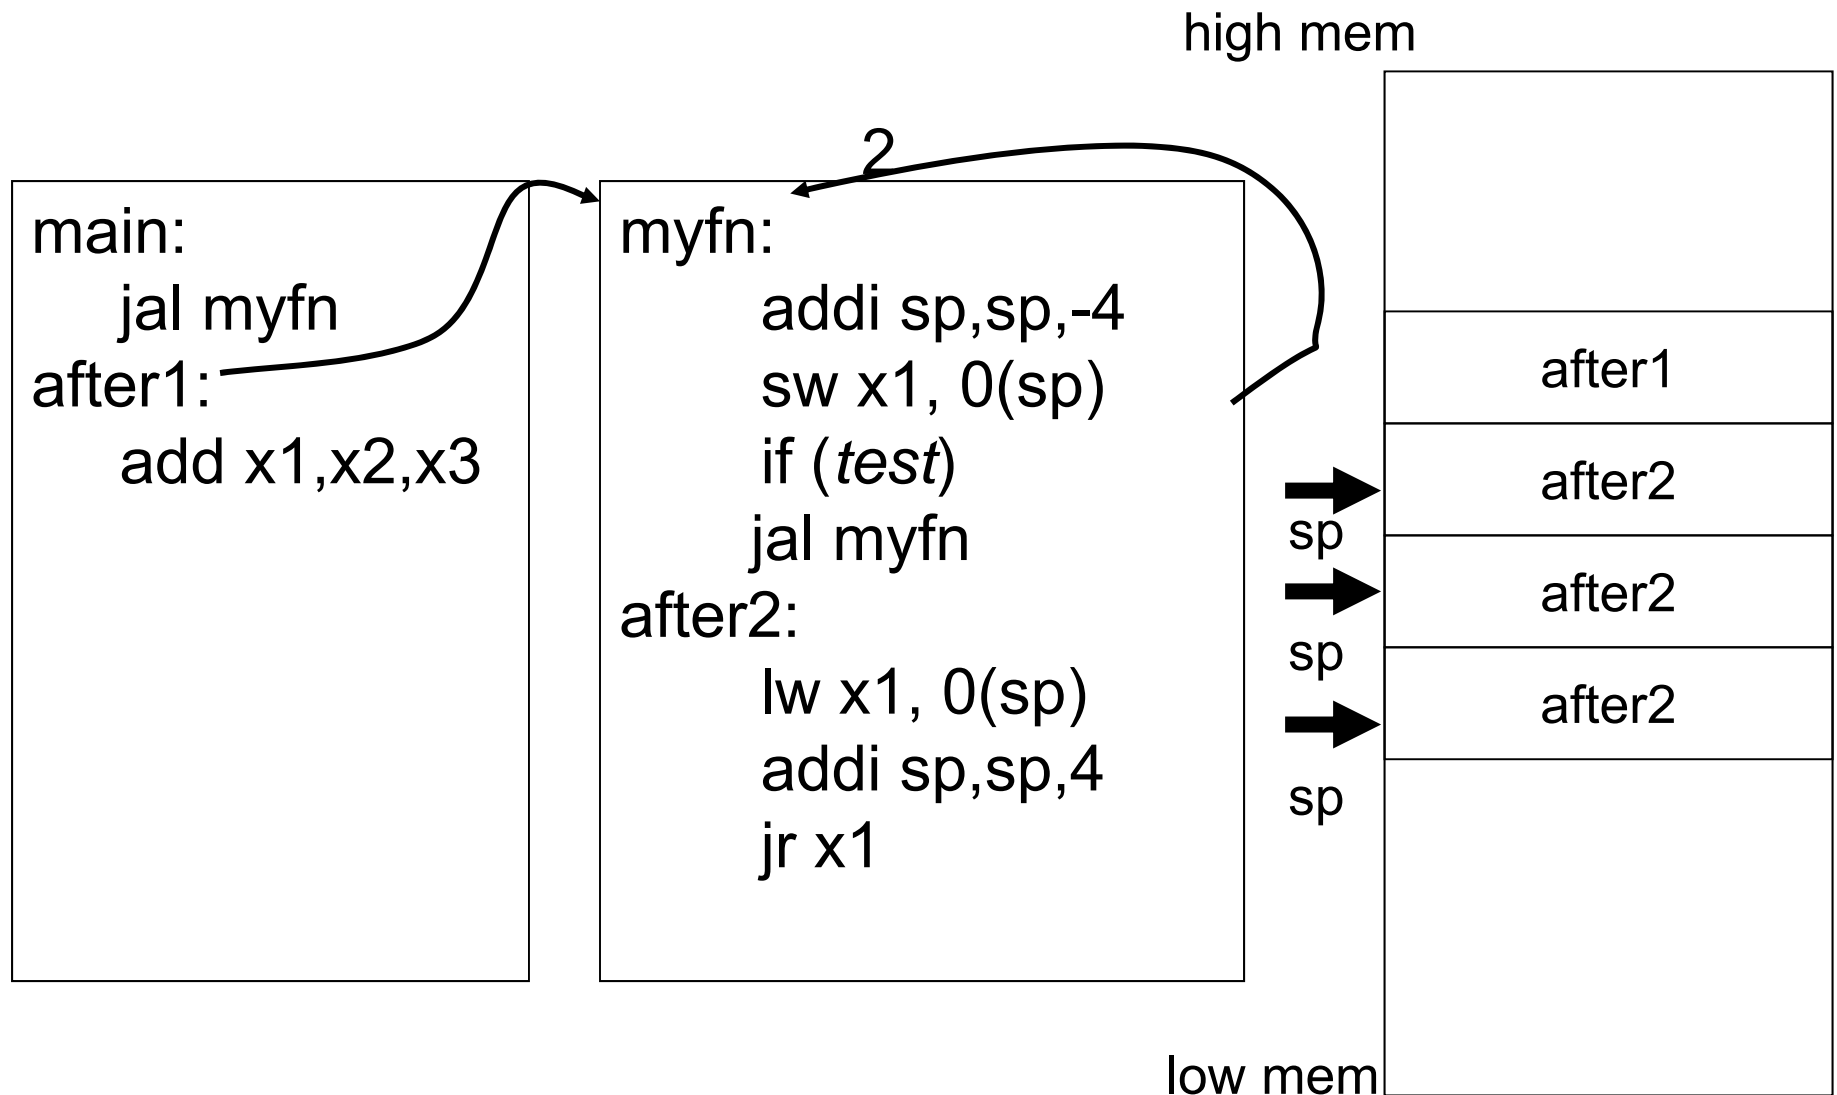 high mem
2
main:
jal myfn
after1:
add x1,x2,x3
myfn:
addi sp,sp,-4
sw x1, 0(sp)
if (test)
jal myfn
after2:
lw x1, 0(sp)
addi sp,sp,4
jr x1
after1
after2
sp
after2
sp
after2
sp
low mem